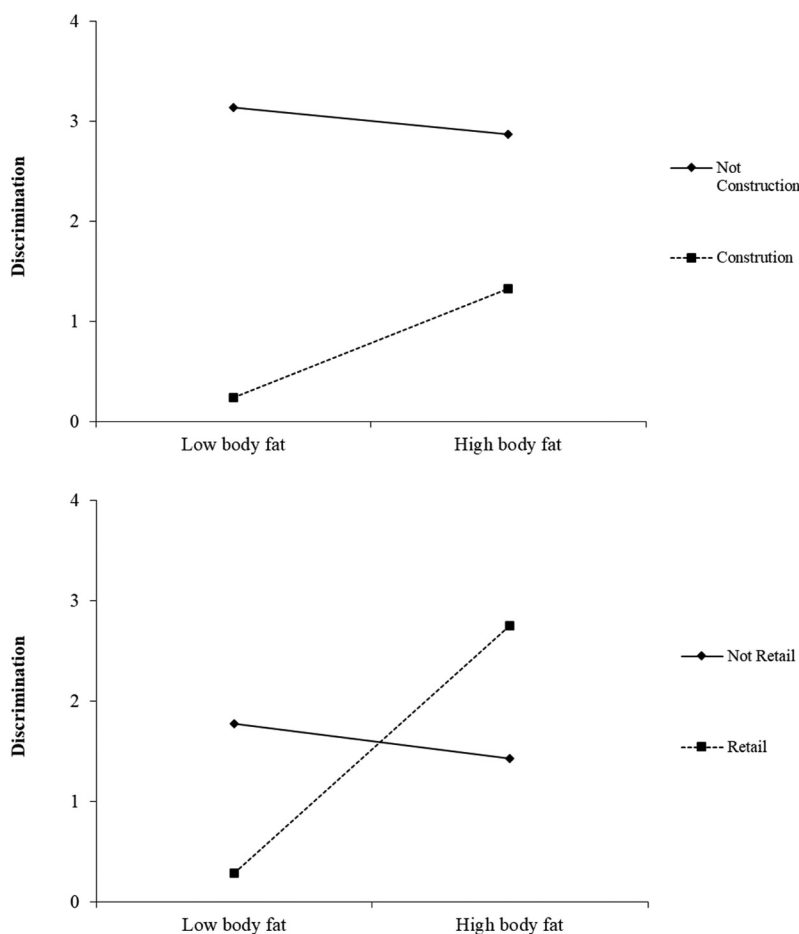 4
3
2
1
0
Discrimination
Low body fat
High body fat
Not
Construction
Constrution
4
3
2
1
0
Discrimination
Low body fat
High body fat
Not Retail
Retail